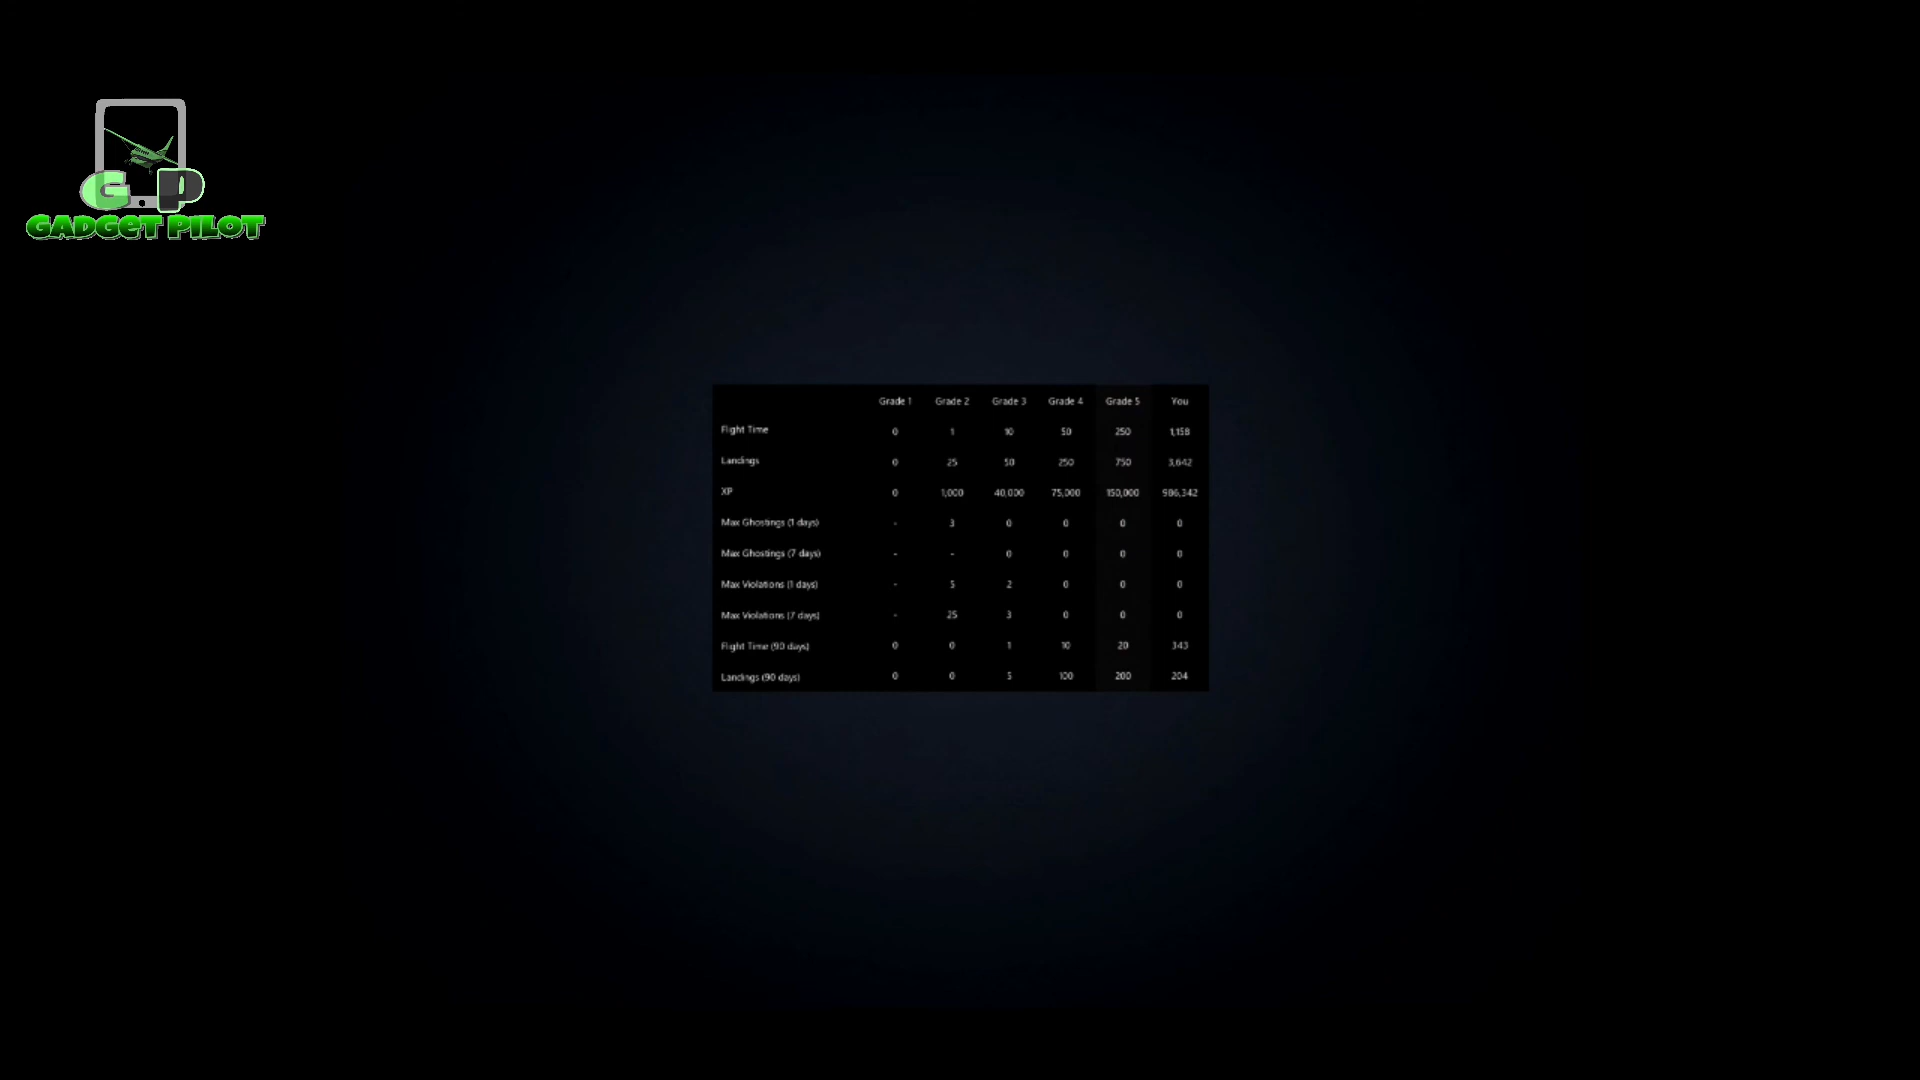 GP
GADGET PILOT
Grade 1 Grade 2 Grade 3 Grade 4 Grade 5 You
Flight Time 0 1 10 50 250 1,158
Landings 0 25 50 250 750 3,642
XP 0 1,000 40,000 75,000 150,000 986,342
Max Ghostings (1 days) - 3 0 0 0 0
Max Ghostings (7 days) - - 0 0 0 0
Max Violations (1 days) - 5 2 0 0 0
Max Violations (7 days) - 25 3 0 0 0
Flight Time (90 days) 0 0 1 10 20 343
Landings (90 days) 0 0 5 100 200 204